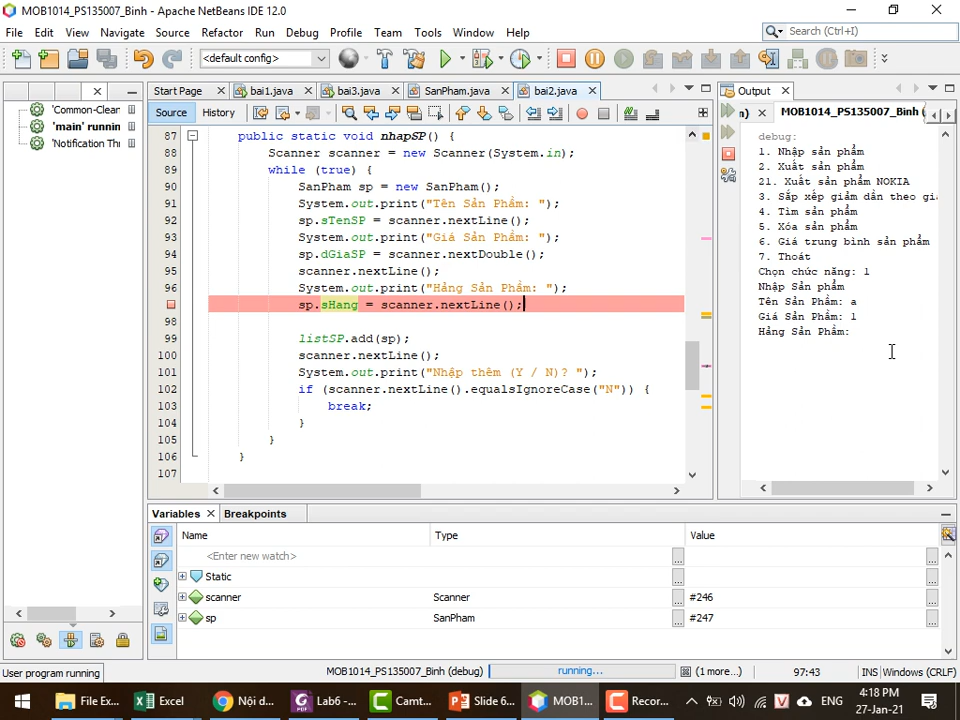 MOB1014_PS135007_Binh - Apache NetBeans IDE 12.0
File Edit View Navigate Source Refactor Run Debug Profile Team Tools Window Help
Search (Ctrl+I)
<default config>
Start Page bai1.java bai3.java SanPham.java bai2.java
Output
Source History
MOB1014_PS135007_Binh (
'Common-Clean
'main' runnin
'Notification Thr
87 public static void nhapSP() {
88 Scanner scanner = new Scanner(System.in);
89 while (true) {
90 SanPham sp = new SanPham();
91 System.out.print("Tên Sản Phẩm: ");
92 sp.sTenSP = scanner.nextLine();
93 System.out.print("Giá Sản Phẩm: ");
94 sp.dGiaSP = scanner.nextDouble();
95 scanner.nextLine();
96 System.out.print("Hãng Sản Phẩm: ");
sp.sHang = scanner.nextLine();
98
99 listSP.add(sp);
100 scanner.nextLine();
101 System.out.print("Nhập thêm (Y / N)? ");
102 if (scanner.nextLine().equalsIgnoreCase("N")) {
103 break;
104 }
105 }
106 }
107
debug:
1. Nhập sản phẩm
2. Xuất sản phẩm
21. Xuất sản phẩm NOKIA
3. Sắp xếp giảm dần theo gi
4. Tìm sản phẩm
5. Xóa sản phẩm
6. Giá trung bình sản phẩm
7. Thoát
Chọn chức năng: 1
Nhập Sản phẩm
Tên Sản Phẩm: a
Giá Sản Phẩm: 1
Hãng Sản Phẩm:
Variables Breakpoints
Name Type Value
<Enter new watch>
Static
scanner Scanner #246
sp SanPham #247
User program running
MOB1014_PS135007_Binh (debug) running... (1 more...) 97:43 INS Windows (CRLF)
File Ex... Excel Nội d... Lab6 -... Camt... Slide 6... MOB1... Recor... ENG
4:18 PM
27-Jan-21